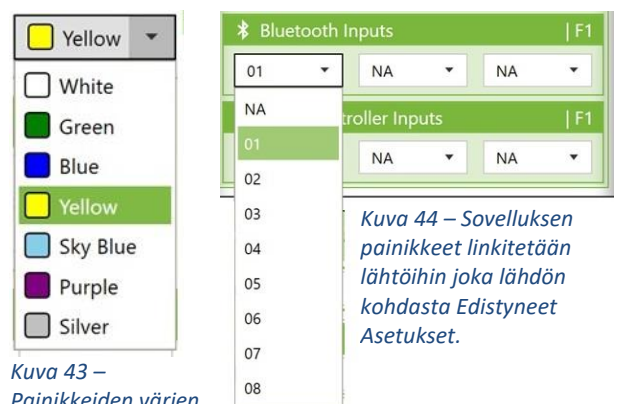 Yellow
White
Green
Blue
Yellow
Sky Blue
Purple
Silver
Kuva 43 –
Painikkeiden värien
Bluetooth Inputs | F1
01 NA NA
troller Inputs | F1
NA NA
NA
01
02
03
04
05
06
07
08
Kuva 44 – Sovelluksen
painikkeet linkitetään
lähtöihin joka lähdön
kohdasta Edistyneet
Asetukset.